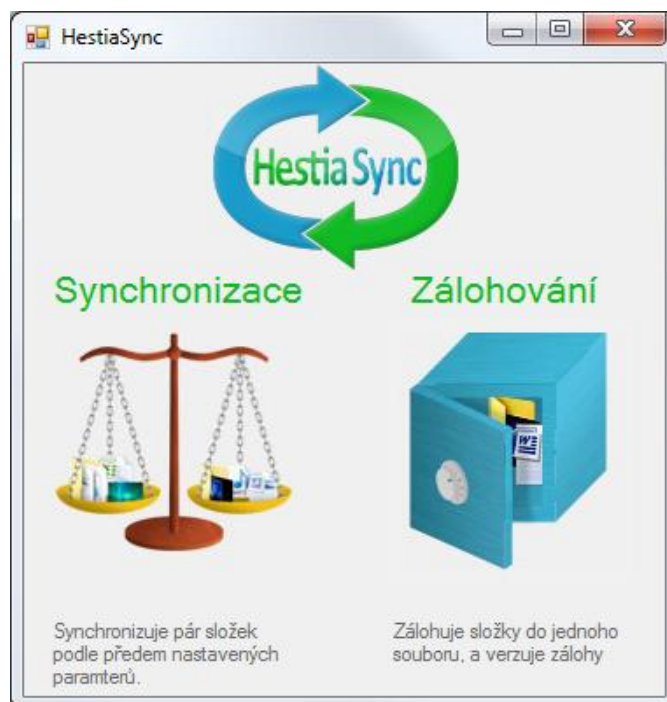 HestiaSync
Hestia Sync
Synchronizace
Zálohování
W
Synchronizuje pár složek
podle předem nastavených
paramterů.
Zálohuje složky do jednoho
souboru, a verzuje zálohy